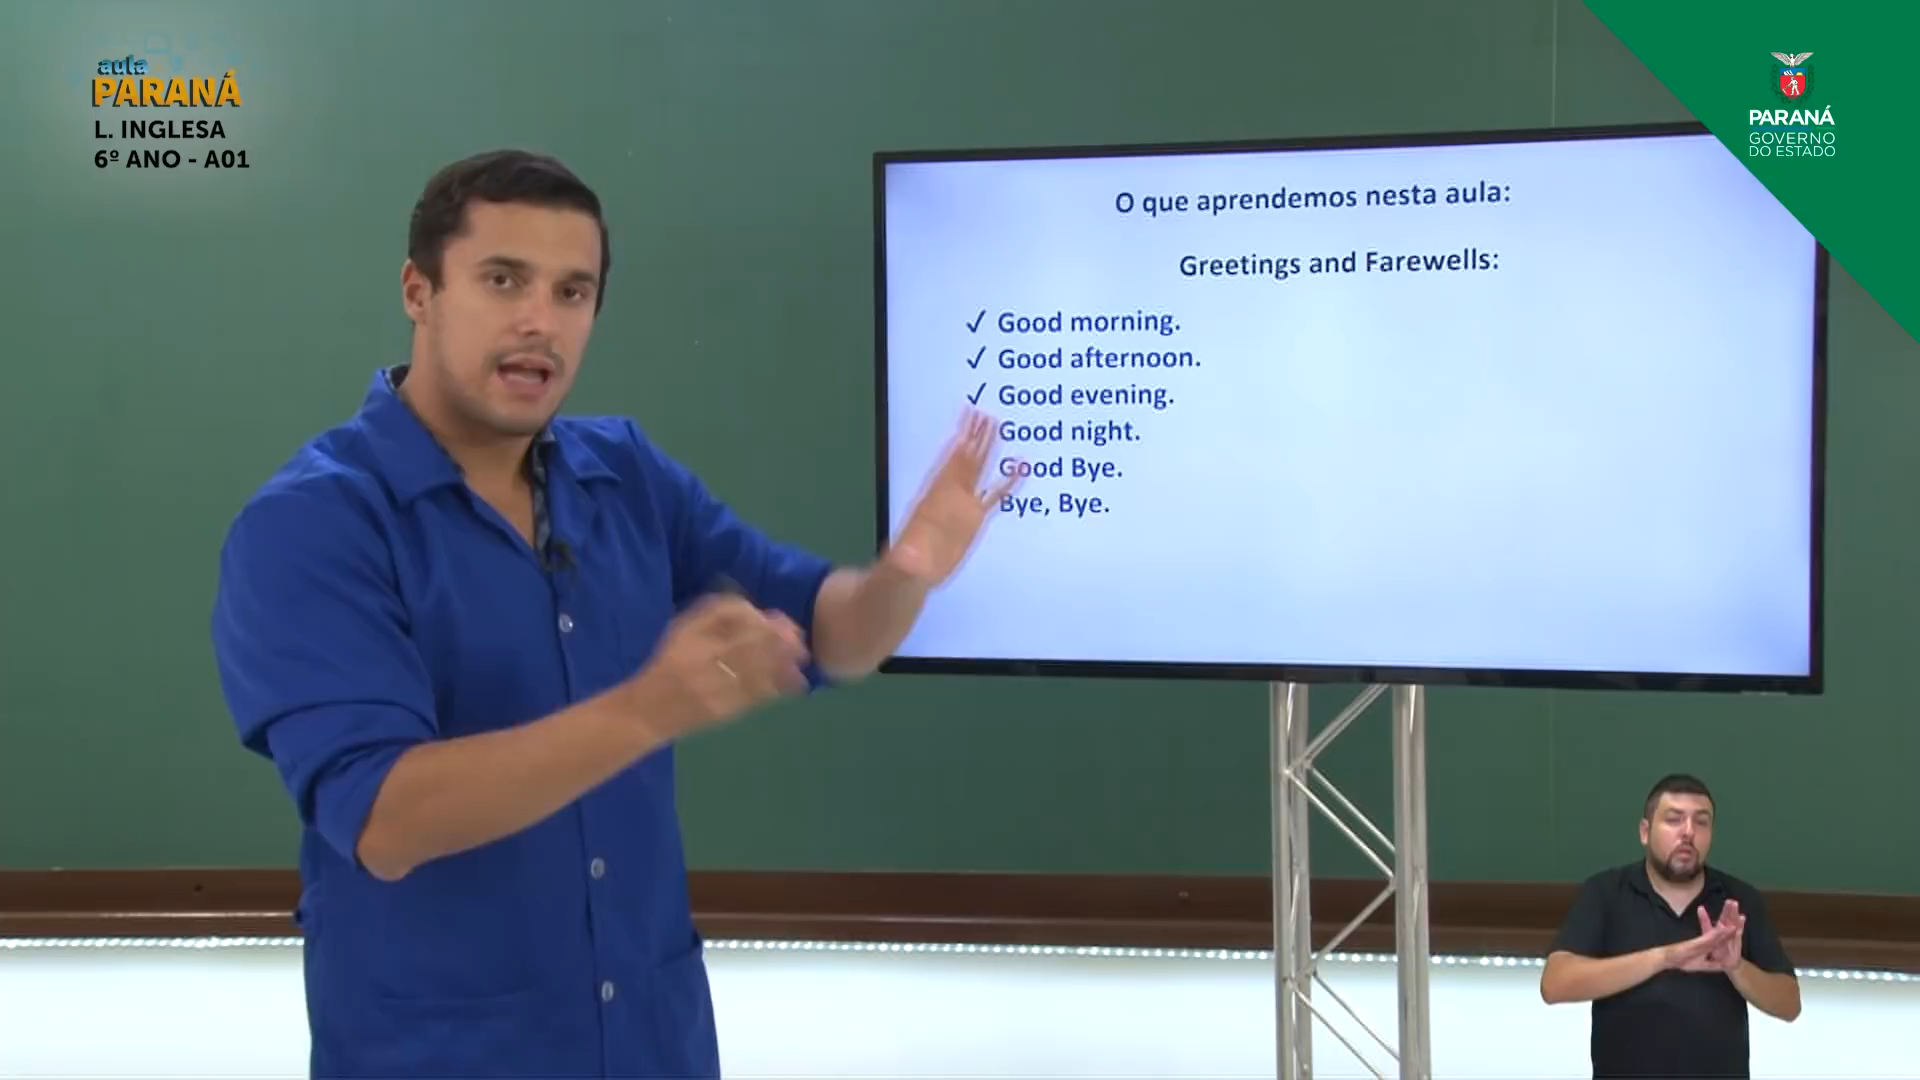 aula
PARANÁ
L. INGLESA
6º ANO - A01
PARANÁ
GOVERNO
DO ESTADO
O que aprendemos nesta aula:
Greetings and Farewells:
✓ Good morning.
✓ Good afternoon.
✓ Good evening.
Good night.
Good Bye.
Bye, Bye.